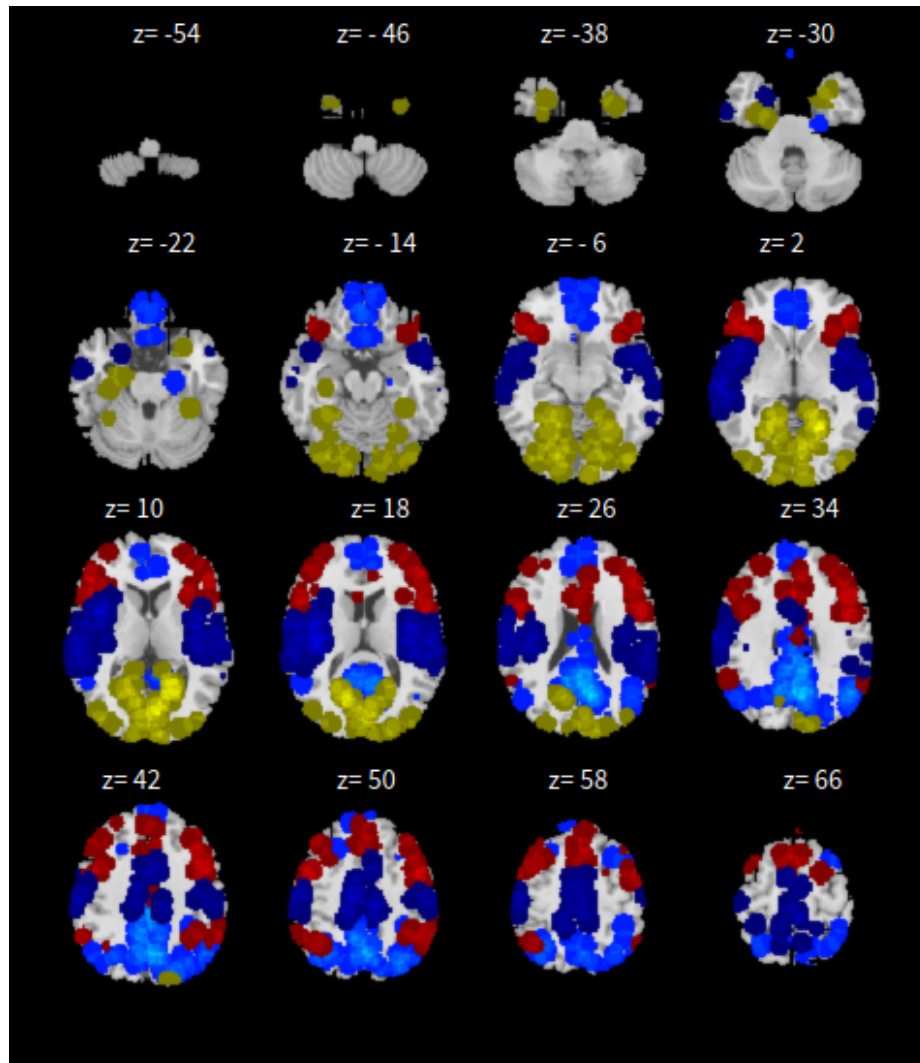 z= -54 z= - 46 z= -38 z= -30
z= -22 z= - 14 z= - 6 z= 2
z= 10 z= 18 z= 26 z= 34
z= 42 z= 50 z= 58 z= 66